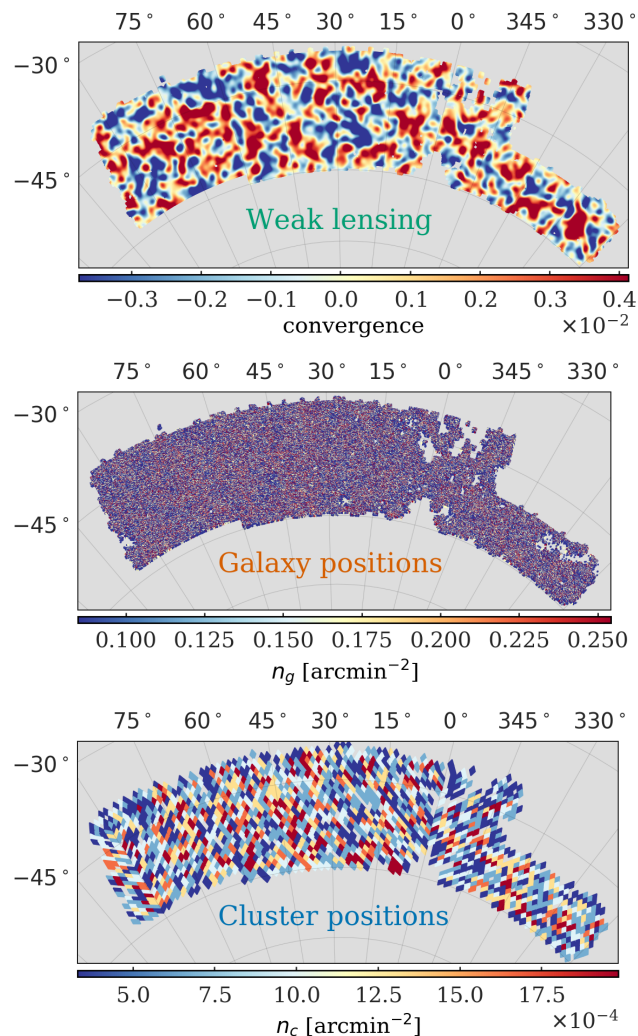 75° 60° 45° 30° 15° 0° 345° 330°
−30°
−45°
Weak lensing
−0.3 −0.2 −0.1 0.0 0.1 0.2 0.3 0.4
convergence ×10⁻²
75° 60° 45° 30° 15° 0° 345° 330°
−30°
−45°
Galaxy positions
0.100 0.125 0.150 0.175 0.200 0.225 0.250
n_g [arcmin⁻²]
75° 60° 45° 30° 15° 0° 345° 330°
−30°
−45°
Cluster positions
5.0 7.5 10.0 12.5 15.0 17.5
n_c [arcmin⁻²] ×10⁻⁴